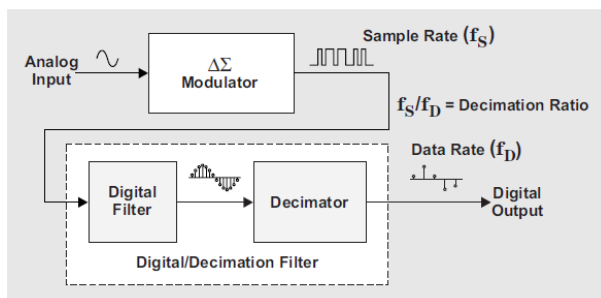 Sample Rate (fS)
Analog
Input
ΔΣ
Modulator
fS/fD = Decimation Ratio
Data Rate (fD)
Digital
Filter
Decimator
Digital
Output
Digital/Decimation Filter